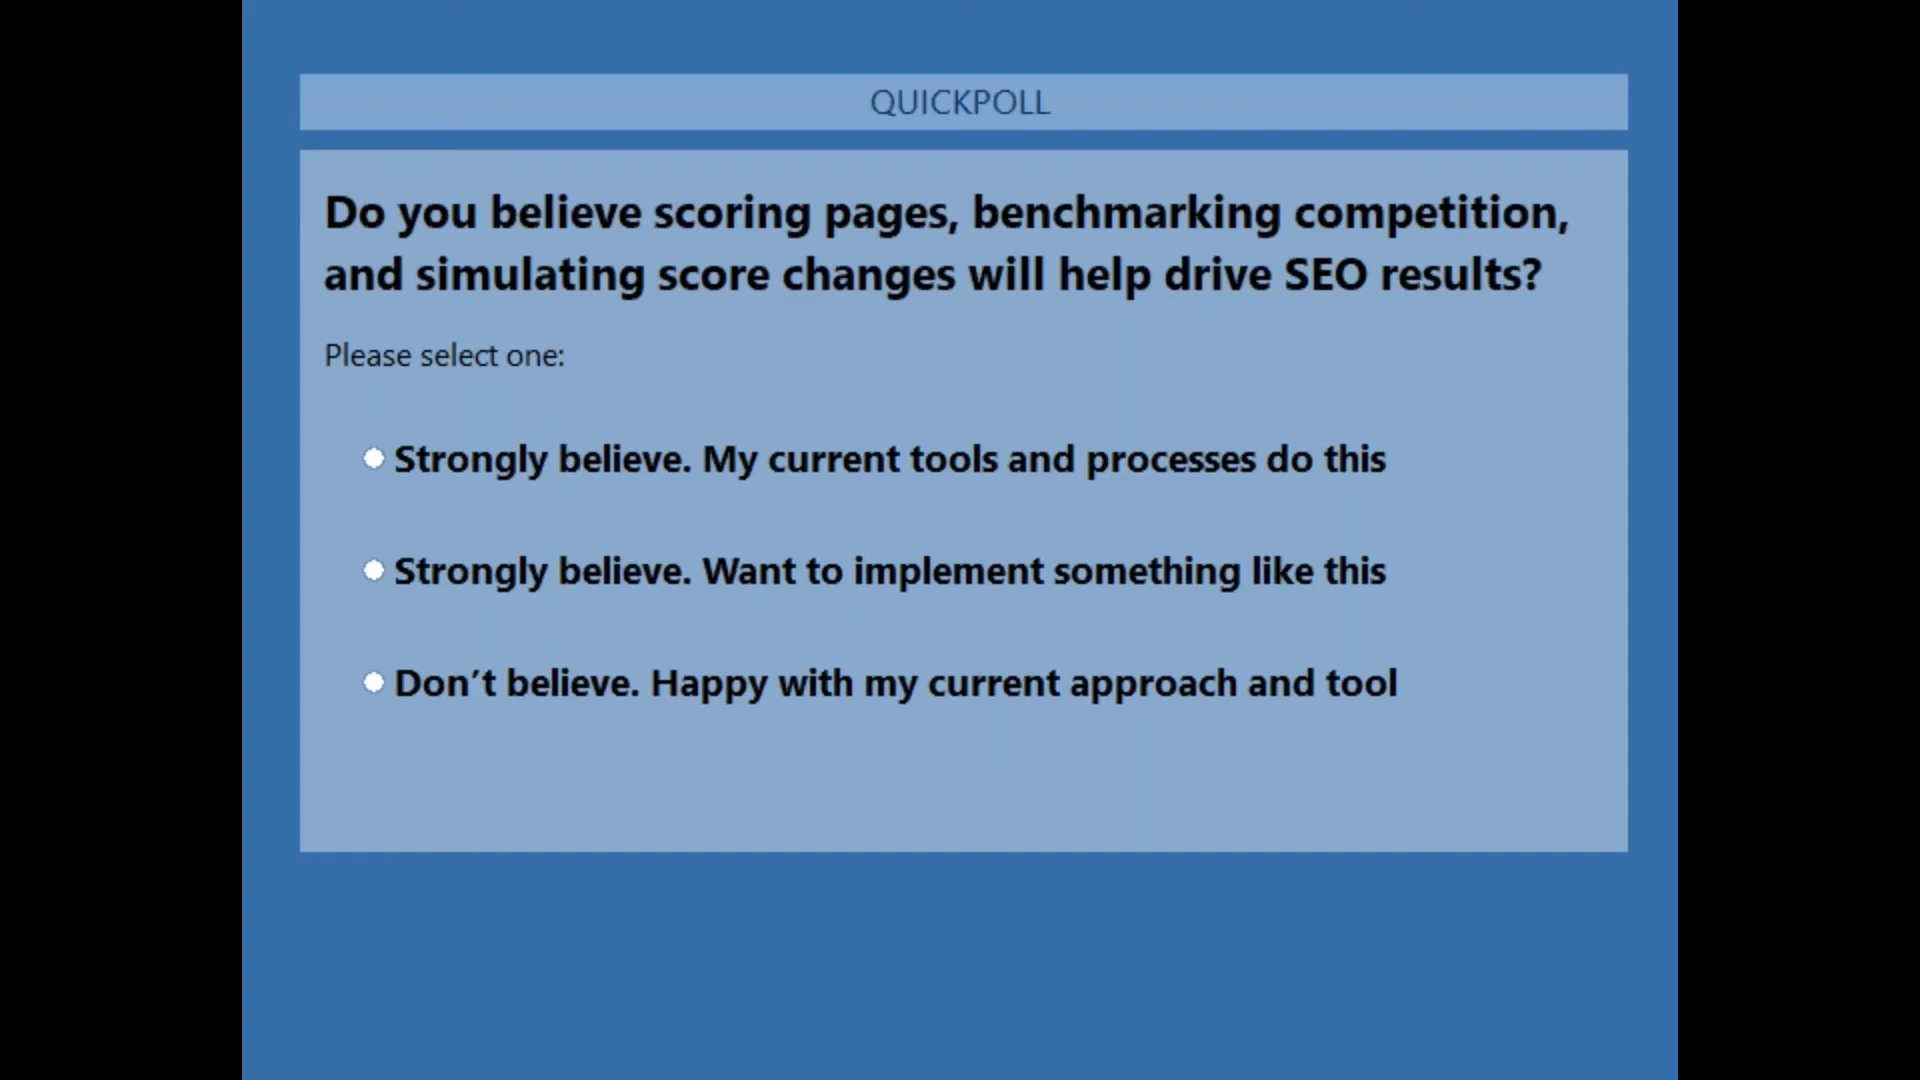 QUICKPOLL
Do you believe scoring pages, benchmarking competition,
and simulating score changes will help drive SEO results?
Please select one:
Strongly believe. My current tools and processes do this
Strongly believe. Want to implement something like this
Don’t believe. Happy with my current approach and tool